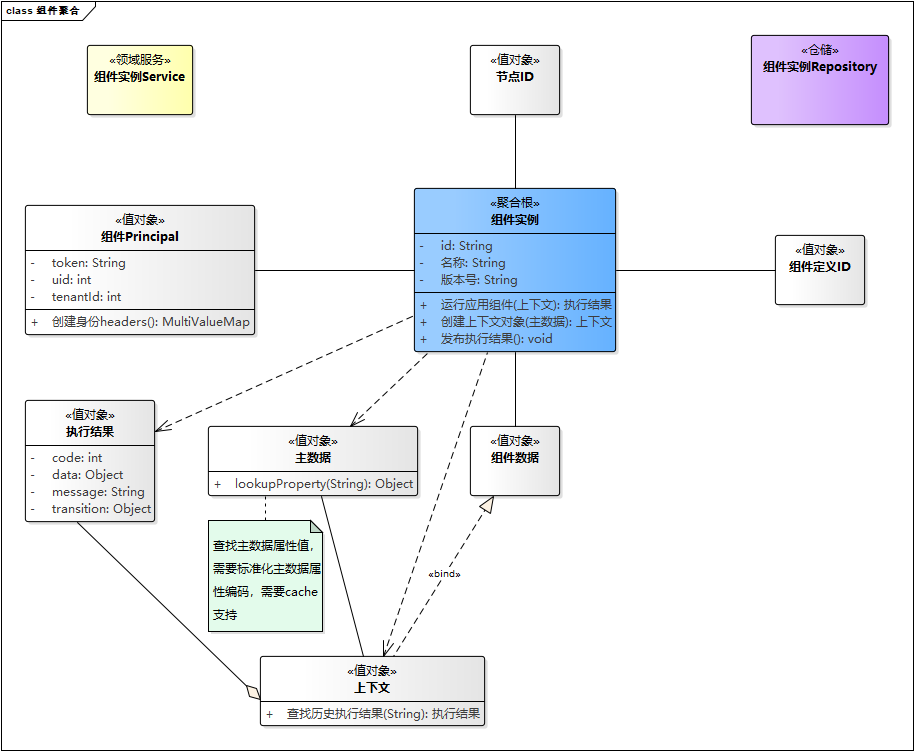 class 组件聚合
«领域服务»
组件实例Service
«值对象»
节点ID
«仓储»
组件实例Repository
«值对象»
组件Principal
- token: String
- uid: int
- tenantId: int
+ 创建身份headers(): MultiValueMap
«聚合根»
组件实例
- id: String
- 名称: String
- 版本号: String
+ 运行应用组件(上下文): 执行结果
+ 创建上下文对象(主数据): 上下文
+ 发布执行结果(): void
«值对象»
组件定义ID
«值对象»
执行结果
- code: int
- data: Object
- message: String
- transition: Object
«值对象»
主数据
+ lookupProperty(String): Object
«值对象»
组件数据
查找主数据属性值，
需要标准化主数据属
性编码，需要cache
支持
«bind»
«值对象»
上下文
+ 查找历史执行结果(String): 执行结果